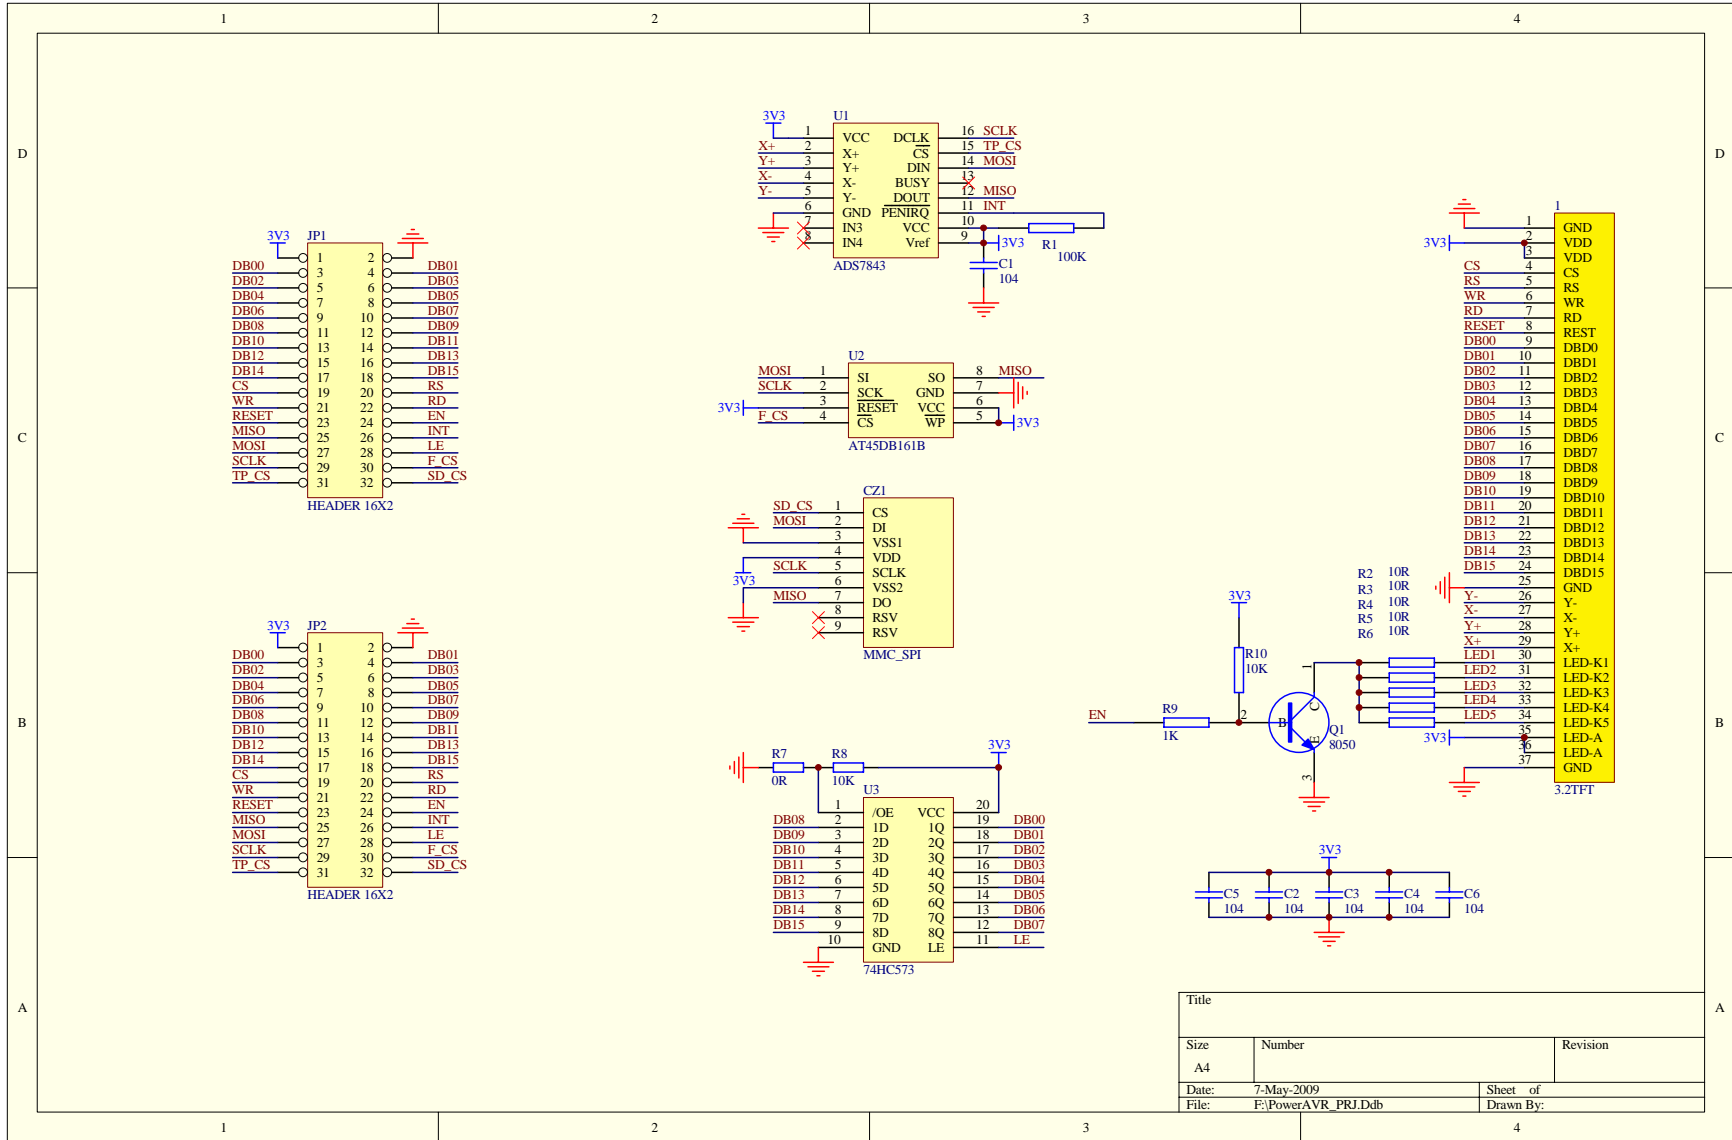 1 2 3 4
D D
C C
B B
A A
1 2 3 4
3V3 JP1
1 2
DB00 3 4 DB01
DB02 5 6 DB03
DB04 7 8 DB05
DB06 9 10 DB07
DB08 11 12 DB09
DB10 13 14 DB11
DB12 15 16 DB13
DB14 17 18 DB15
CS 19 20 RS
WR 21 22 RD
RESET 23 24 EN
MISO 25 26 INT
MOSI 27 28 LE
SCLK 29 30 F_CS
TP_CS 31 32 SD_CS
HEADER 16X2
3V3 JP2
1 2
DB00 3 4 DB01
DB02 5 6 DB03
DB04 7 8 DB05
DB06 9 10 DB07
DB08 11 12 DB09
DB10 13 14 DB11
DB12 15 16 DB13
DB14 17 18 DB15
CS 19 20 RS
WR 21 22 RD
RESET 23 24 EN
MISO 25 26 INT
MOSI 27 28 LE
SCLK 29 30 F_CS
TP_CS 31 32 SD_CS
HEADER 16X2
3V3 U1
1 VCC DCLK 16 SCLK
X+ 2 X+ CS 15 TP_CS
Y+ 3 Y+ DIN 14 MOSI
X- 4 X- BUSY 13
Y- 5 Y- DOUT 12 MISO
6 GND PENIRQ 11 INT
7 IN3 VCC 10
8 IN4 Vref 9 3V3
ADS7843
R1
100K
C1
104
U2
MOSI 1 SI SO 8 MISO
SCLK 2 SCK GND 7
3V3 3 RESET VCC 6
F_CS 4 CS WP 5 3V3
AT45DB161B
CZ1
SD_CS 1 CS
MOSI 2 DI
3 VSS1
4 VDD
3V3
SCLK 5 SCLK
6 VSS2
MISO 7 DO
8 RSV
9 RSV
MMC_SPI
R7 R8 3V3
0R 10K
U3
1 /OE VCC 20
DB08 2 1D 1Q 19 DB00
DB09 3 2D 2Q 18 DB01
DB10 4 3D 3Q 17 DB02
DB11 5 4D 4Q 16 DB03
DB12 6 5D 5Q 15 DB04
DB13 7 6D 6Q 14 DB05
DB14 8 7D 7Q 13 DB06
DB15 9 8D 8Q 12 DB07
10 GND LE 11 LE
74HC573
3V3
R10
10K
EN R9 2 B C E 1 3
1K
Q1
8050
R2 10R
R3 10R
R4 10R
R5 10R
R6 10R
1
1 GND
3V3 2 VDD
3 VDD
CS 4 CS
RS 5 RS
WR 6 WR
RD 7 RD
RESET 8 REST
DB00 9 DBD0
DB01 10 DBD1
DB02 11 DBD2
DB03 12 DBD3
DB04 13 DBD4
DB05 14 DBD5
DB06 15 DBD6
DB07 16 DBD7
DB08 17 DBD8
DB09 18 DBD9
DB10 19 DBD10
DB11 20 DBD11
DB12 21 DBD12
DB13 22 DBD13
DB14 23 DBD14
DB15 24 DBD15
25 GND
Y- 26 Y-
X- 27 X-
Y+ 28 Y+
X+ 29 X+
LED1 30 LED-K1
LED2 31 LED-K2
LED3 32 LED-K3
LED4 33 LED-K4
LED5 34 LED-K5
3V3 35 LED-A
36 LED-A
37 GND
3.2TFT
3V3
C5 C2 C3 C4 C6
104 104 104 104 104
Title
Size Number Revision
A4
Date: 7-May-2009 Sheet of
File: F:\PowerAVR_PRJ.Ddb Drawn By: